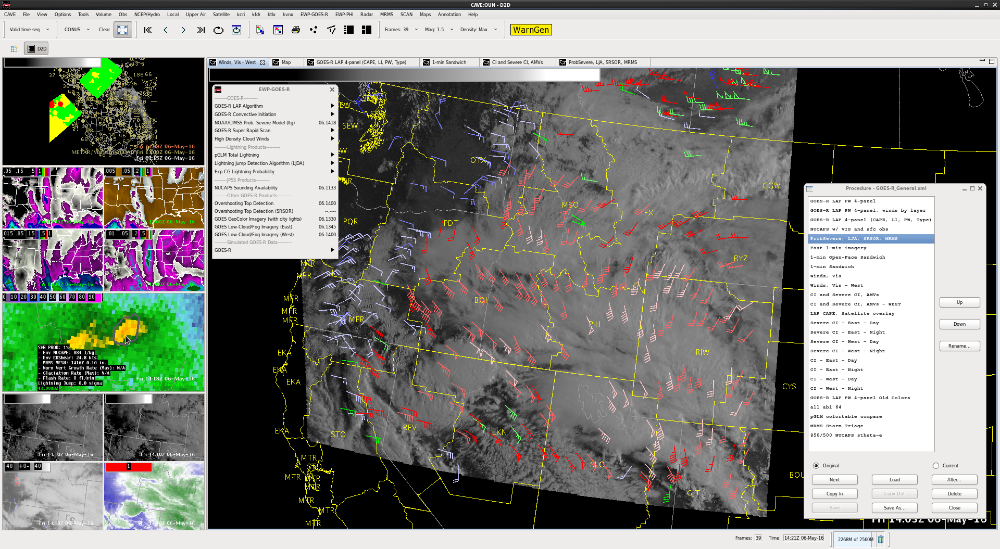 CAVE:OUN - D2D
CAVE File View Options Tools Volume Obs NCEP/Hydro Local Upper Air Satellite kcri kfdr ktlx kvnx EWP-GOES-R EWP-PHI Radar MRMS SCAN Maps Annotation Help
Valid time seq CONUS Clear Frames: 39 Mag: 1.5 Density: Max WarnGen
D2D
Winds, Vis - West Map GOES-R LAP 4-panel (CAPE, LI, PW, Type) 1-min Sandwich CI and Severe CI, AMVs ProbSevere, LJA, SRSOR, MRMS
EWP-GOES-R
--------GOES-R---------
GOES-R LAP Algorithm
GOES-R Convective Initiation
NOAA/CIMSS Prob. Severe Model (ltg) 06.1418
GOES-R Super Rapid Scan
High Density Cloud Winds
--------Lightning Products---------
pGLM Total Lightning
Lightning Jump Detection Algorithm (LJDA)
Exp CG Lightning Probability
--------JPSS Products---------
NUCAPS Sounding Availability 06.1133
--------Other GOES-R Products---------
Overshooting Top Detection 06.1400
Overshooting Top Detection (SRSOR) --.----
GOES GeoColor Imagery (with city lights) 06.1330
GOES Low-Cloud/Fog Imagery (East) 06.1345
GOES Low-Cloud/Fog Imagery (West) 06.1400
--------Simulated GOES-R Data---------
GOES-R
Fri 11:15Z 06-May-16
.05 .15 .5 1
.005 .05 .2 1
.015 .05 .15 .5 1
.01 .05 .2 .5
0 10 20 30 40 50 60 70 80 90
SVR PROB: 1%
- Env MUCAPE: 884 J/kg
- Env EBShear: 24.8 kts
- MRMS MESH: 1416Z 0.10 in.
- Norm Vert Growth Rate (Max): N/A
- Glaciation Rate (Max): N/A
- Flash Rate: 0 fl/min
Lightning Jump: 0.0 sigma
43.00dBZ
Fri 14:18Z 06-May-16
Fri 14:10Z 06-May-16
Fri 14:10Z 06-May-16
40 +0- 40
1
Fri 14:10Z 06-May-16
Fri 14:10Z 06-May-16
SEW
OTX
GGW
MSO
TFX
PQR
PDT
BYZ
MFR
MFR
BOI
MFR
MFR
MFR
MFR
PIH
EKA
RIW
EKA
EKA
CYS
EKA
STO
REV
LKN
MTR
STO
SLC
MTR
MTR
MTR
GJT
MTR
MTR
MTR
Procedure - GOES-R_General.xml
GOES-R LAP PW 4-panel
GOES-R LAP PW 4-panel, winds by layer
GOES-R LAP 4-panel (CAPE, LI, PW, Type)
NUCAPS w/ VIS and sfc obs
ProbSevere, LJA, SRSOR, MRMS
Fast 1-min imagery
1-min Open-Face Sandwich
1-min Sandwich
Winds, Vis
Winds, Vis - West
CI and Severe CI, AMVs
CI and Severe CI, AMVs - WEST
LAP CAPE, Satellite overlay
Severe CI - East - Day
Severe CI - East - Night
Severe CI - West - Day
Severe CI - West - Night
CI - East - Day
CI - East - Night
CI - West - Day
CI - West - Night
GOES-R LAP PW 4-panel Old Colors
all abi 64
pGLM colortable compare
MRMS Storm Triage
850/500 NUCAPS stheta-e
Up
Down
Rename...
Original Current
Next Load Alter...
Copy In Copy Out Delete
Save Save As... Close
Fri 14:05Z 06-May-16
Frames: 39 Time: 14:21Z 06-May-16 2268M of 2560M